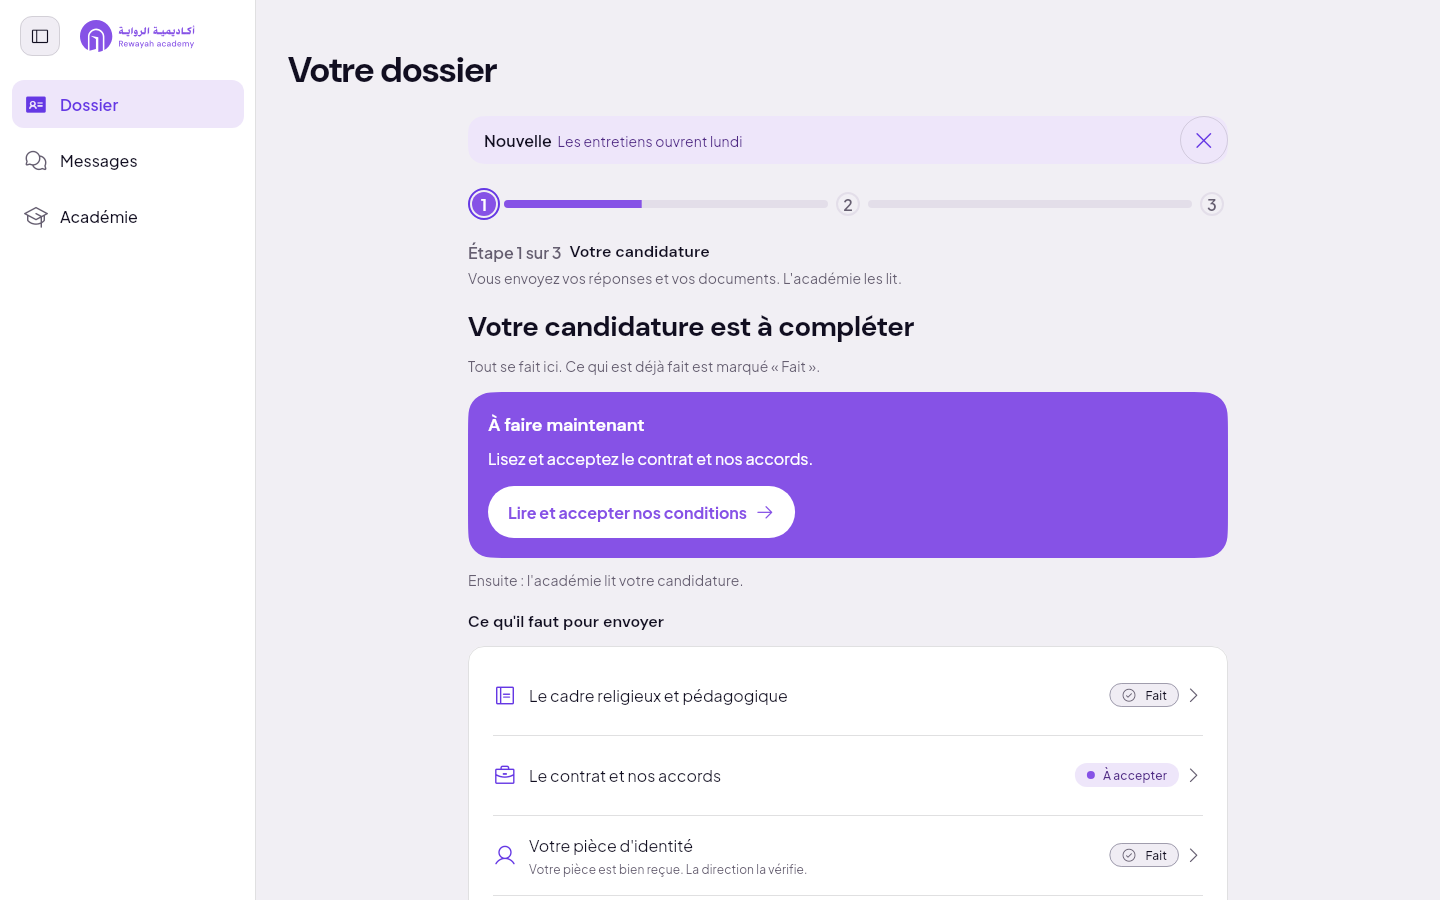 أكاديمية الرواية
Rewayah academy
Dossier
Messages
Académie
Votre dossier
Nouvelle Les entretiens ouvrent lundi
1 2 3
Étape 1 sur 3 Votre candidature
Vous envoyez vos réponses et vos documents. L'académie les lit.
Votre candidature est à compléter
Tout se fait ici. Ce qui est déjà fait est marqué « Fait ».
À faire maintenant
Lisez et acceptez le contrat et nos accords.
Lire et accepter nos conditions
Ensuite : l'académie lit votre candidature.
Ce qu'il faut pour envoyer
Le cadre religieux et pédagogique Fait
Le contrat et nos accords À accepter
Votre pièce d'identité Fait
Votre pièce est bien reçue. La direction la vérifie.